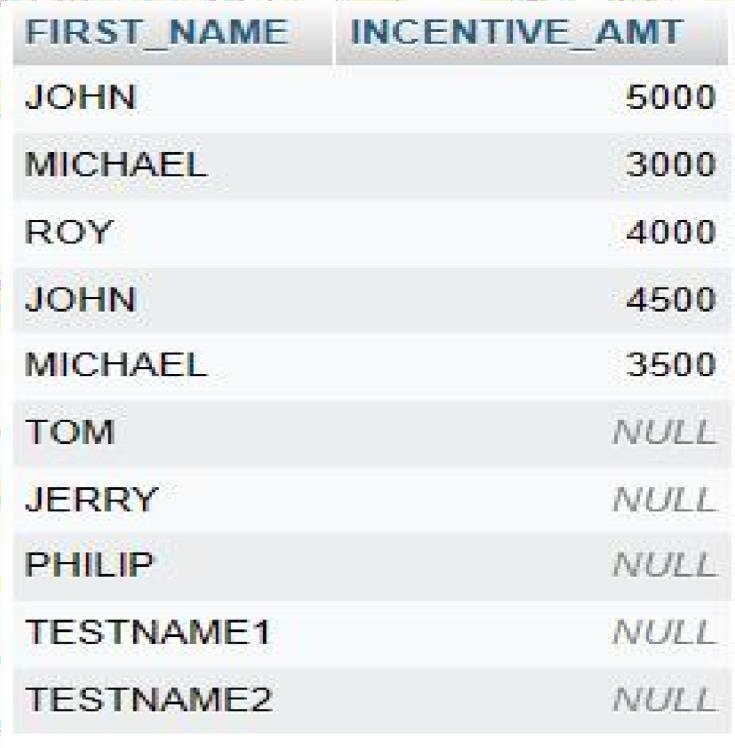 FIRST_NAME INCENTIVE_AMT
JOHN 5000
MICHAEL 3000
ROY 4000
JOHN 4500
MICHAEL 3500
TOM NULL
JERRY NULL
PHILIP NULL
TESTNAME1 NULL
TESTNAME2 NULL